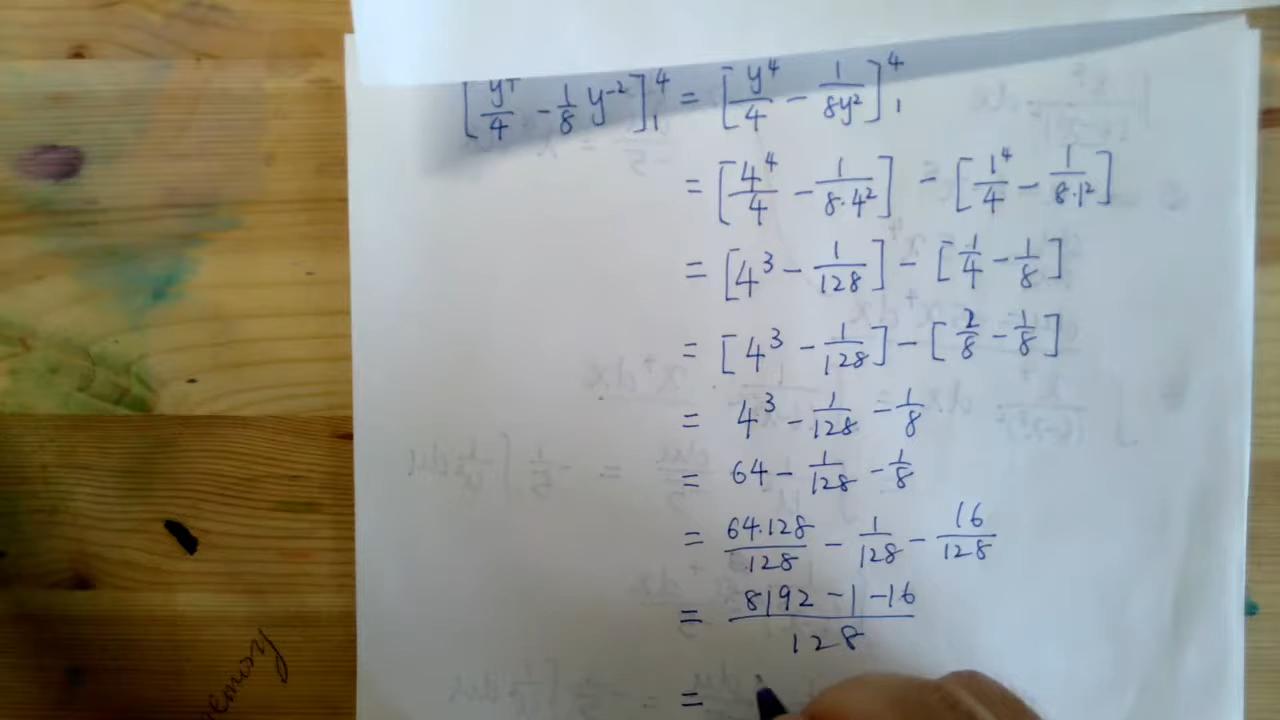 [y⁴/4 - 1/8 y⁻²]₁⁴ = [y⁴/4 - 1/8y²]₁⁴
= [4⁴/4 - 1/8·4²] - [1⁴/4 - 1/8·1²]
= [4³ - 1/128] - [1/4 - 1/8]
= [4³ - 1/128] - [2/8 - 1/8]
= 4³ - 1/128 - 1/8
= 64 - 1/128 - 1/8
= 64·128/128 - 1/128 - 16/128
= 8192 - 1 - 16/128
=
emory